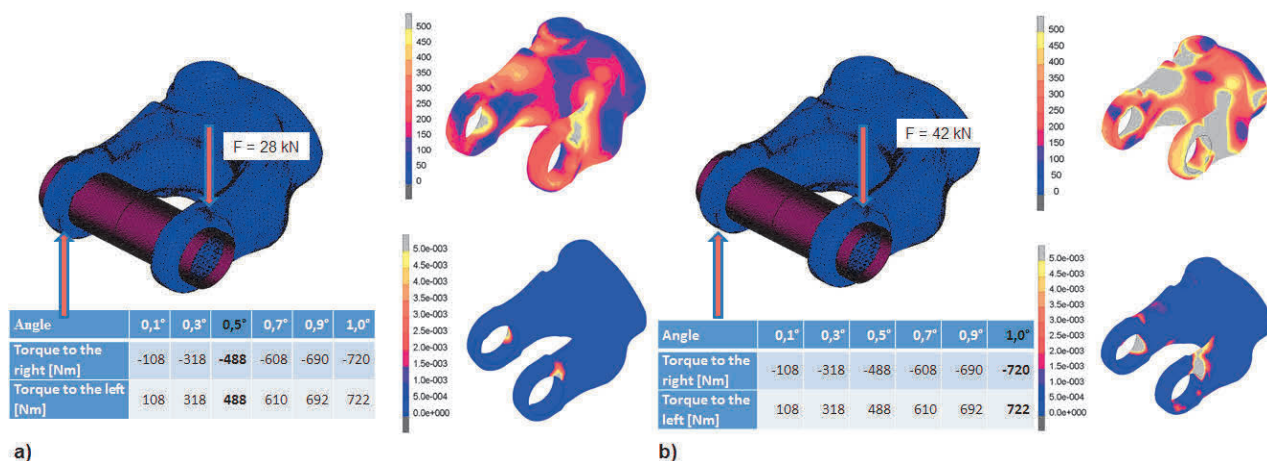 F = 28 kN
500
450
400
350
300
250
200
150
100
50
0
5.0e-003
4.5e-003
4.0e-003
3.5e-003
3.0e-003
2.5e-003
2.0e-003
1.5e-003
1.0e-003
5.0e-004
0.0e+000
Angle 0,1° 0,3° 0,5° 0,7° 0,9° 1,0°
Torque to the
right [Nm] -108 -318 -488 -608 -690 -720
Torque to the left
[Nm] 108 318 488 610 692 722
a)
F = 42 kN
500
450
400
350
300
250
200
150
100
50
0
5.0e-003
4.5e-003
4.0e-003
3.5e-003
3.0e-003
2.5e-003
2.0e-003
1.5e-003
1.0e-003
5.0e-004
0.0e+000
Angle 0,1° 0,3° 0,5° 0,7° 0,9° 1,0°
Torque to the
right [Nm] -108 -318 -488 -608 -690 -720
Torque to the
left [Nm] 108 318 488 610 692 722
b)